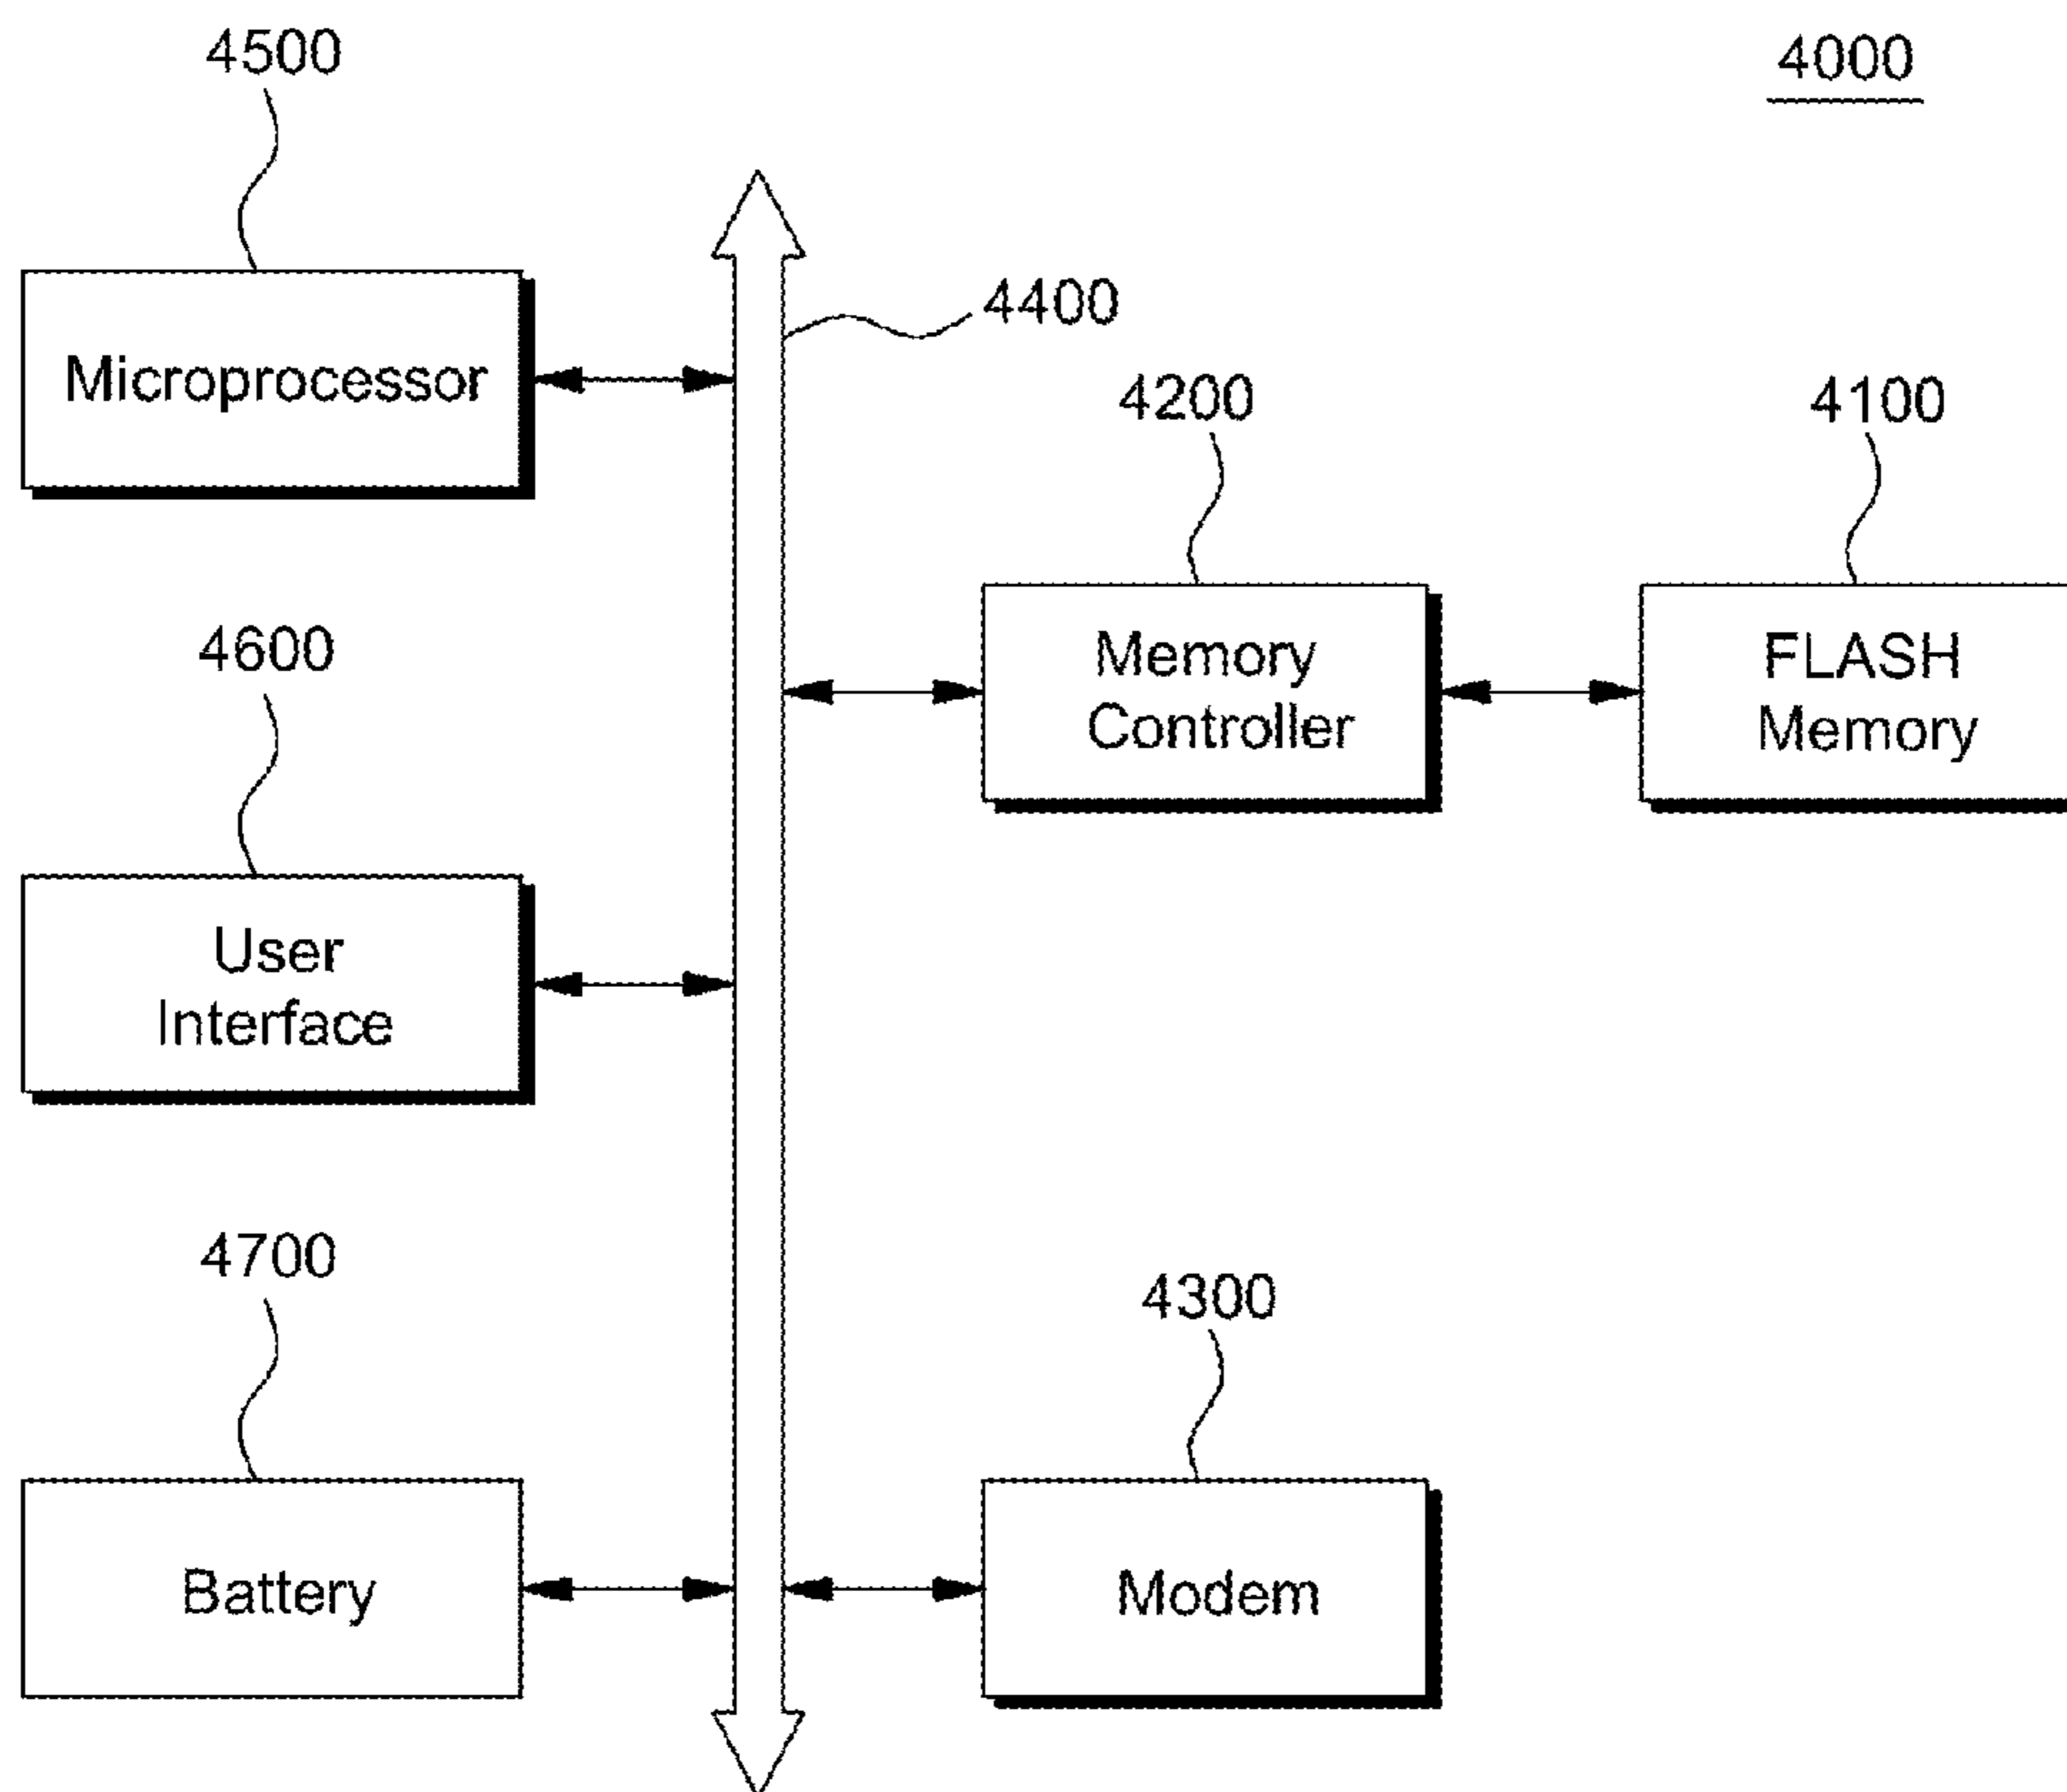 4500
4000
Microprocessor
4400
4200
4100
Memory
Controller
FLASH
Memory
4600
User
Interface
4700
4300
Battery
Modem